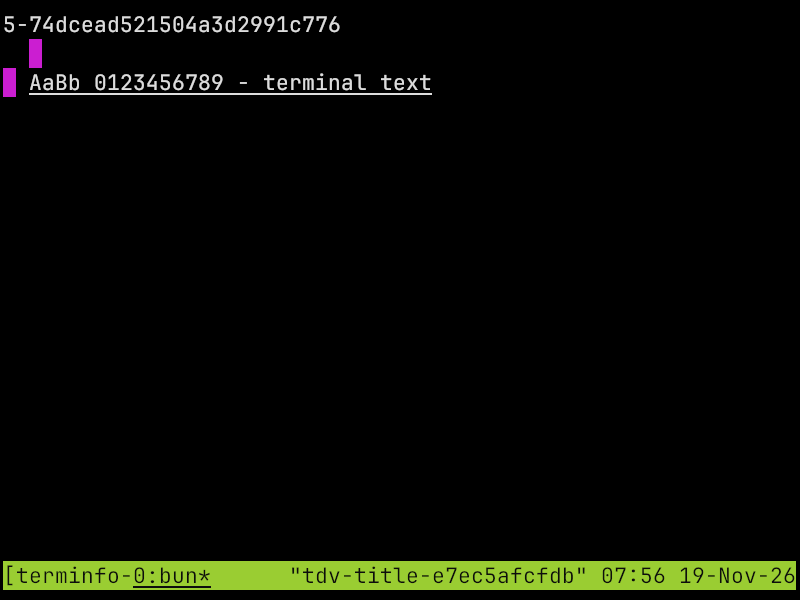 5-74dcead521504a3d2991c776
AaBb 0123456789 - terminal text
[terminfo-0:bun* "tdv-title-e7ec5afcfdb" 07:56 19-Nov-26